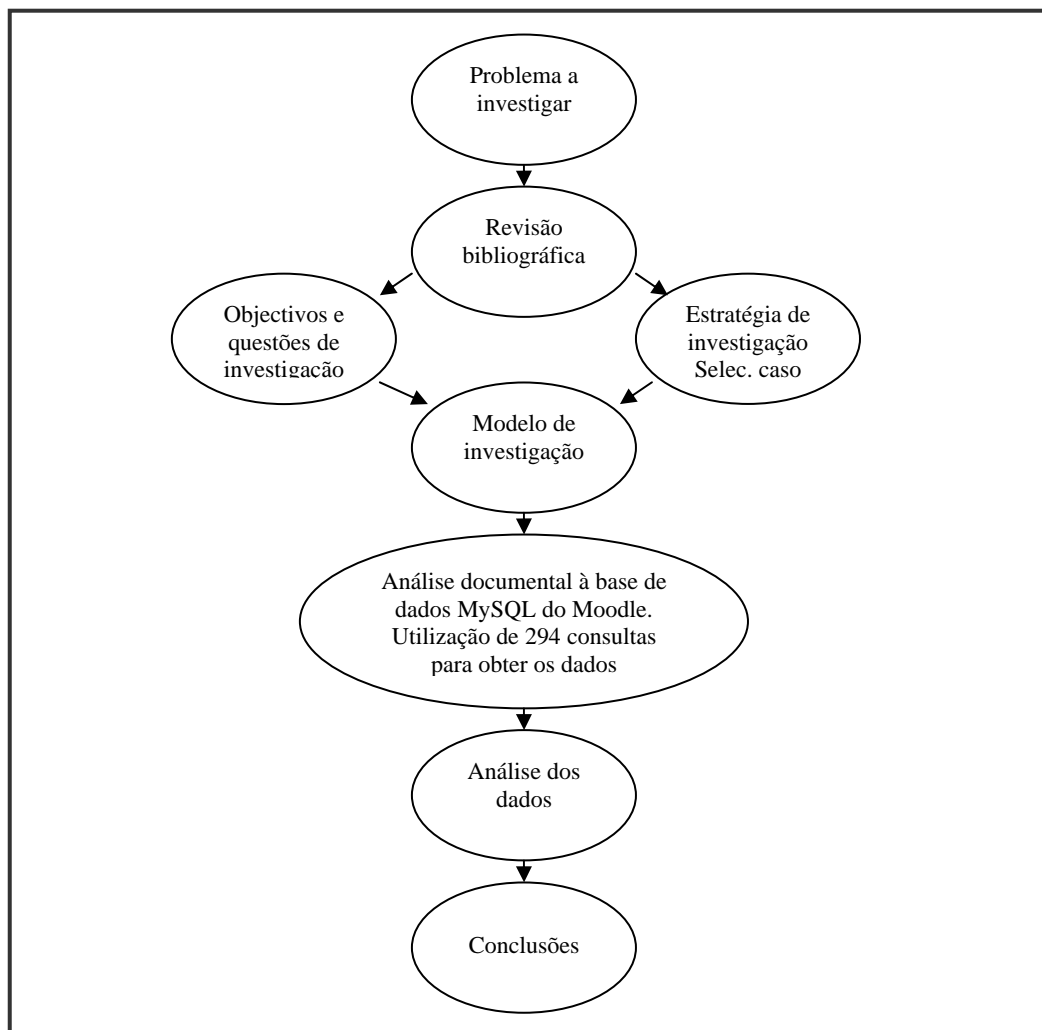 Problema a
investigar
Revisão
bibliográfica
Objectivos e
questões de
investigação
Estratégia de
investigação
Selec. caso
Modelo de
investigação
Análise documental à base de
dados MySQL do Moodle.
Utilização de 294 consultas
para obter os dados
Análise dos
dados
Conclusões